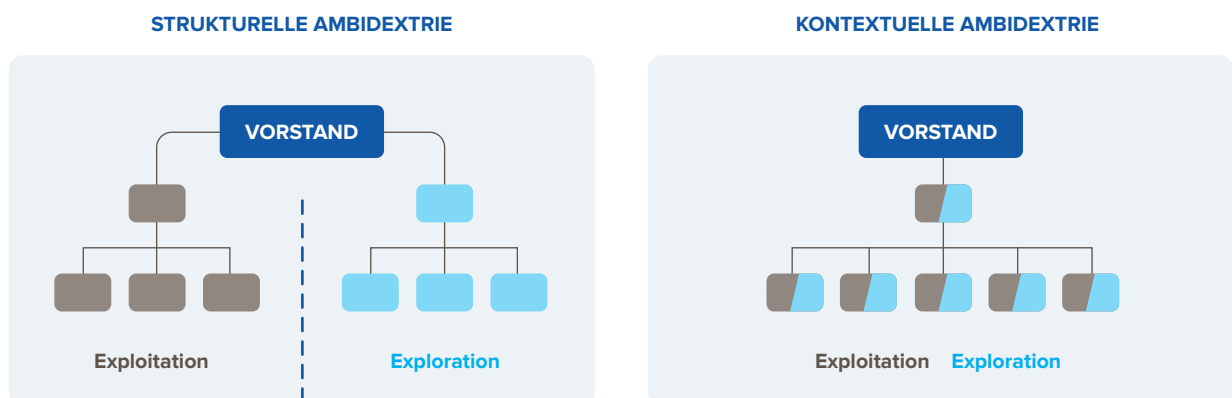 STRUKTURELLE AMBIDEXTRIE
VORSTAND
Exploitation
Exploration
KONTEXTUELLE AMBIDEXTRIE
VORSTAND
Exploitation Exploration